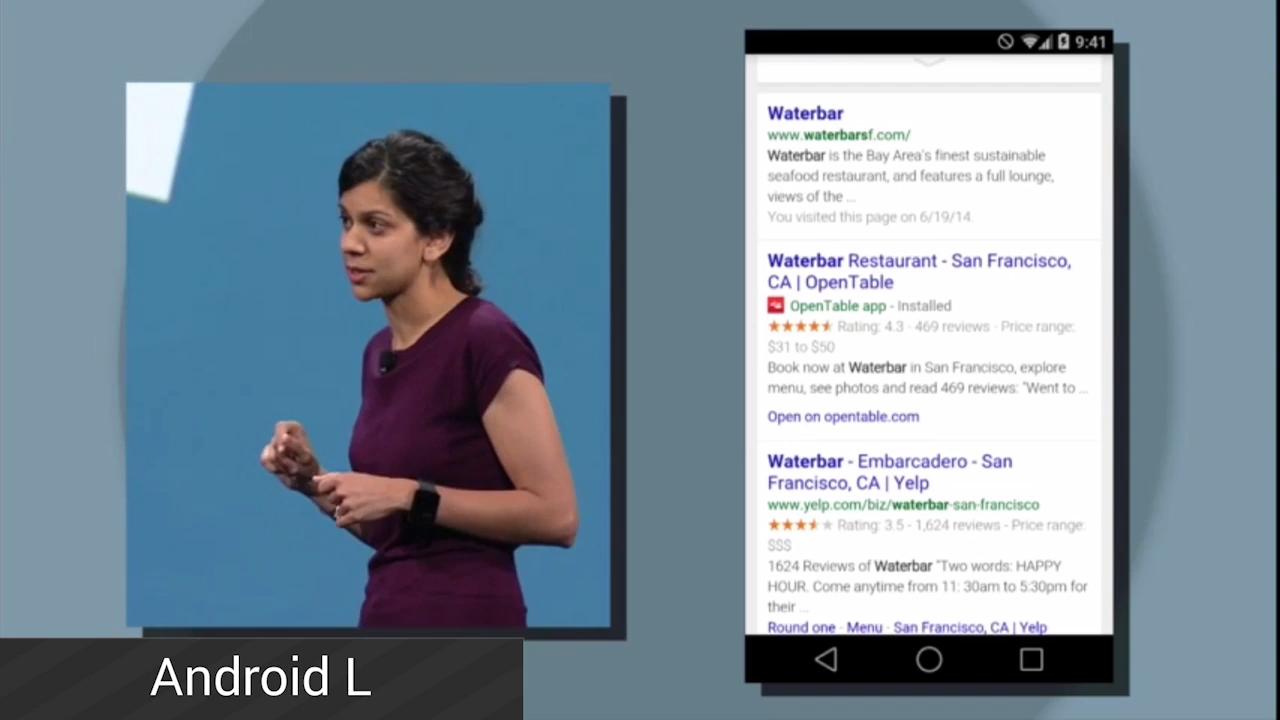 9:41
Waterbar
www.waterbarsf.com/
Waterbar is the Bay Area's finest sustainable
seafood restaurant, and features a full lounge,
views of the ...
You visited this page on 6/19/14.
Waterbar Restaurant - San Francisco,
CA | OpenTable
OpenTable app - Installed
Rating: 4.3 - 469 reviews - Price range:
$31 to $50
Book now at Waterbar in San Francisco, explore
menu, see photos and read 469 reviews: "Went to ...
Open on opentable.com
Waterbar - Embarcadero - San
Francisco, CA | Yelp
www.yelp.com/biz/waterbar-san-francisco
Rating: 3.5 - 1,624 reviews - Price range:
$$$
1624 Reviews of Waterbar "Two words: HAPPY
HOUR. Come anytime from 11: 30am to 5:30pm for
their ...
Round one · Menu · San Francisco, CA | Yelp
Android L